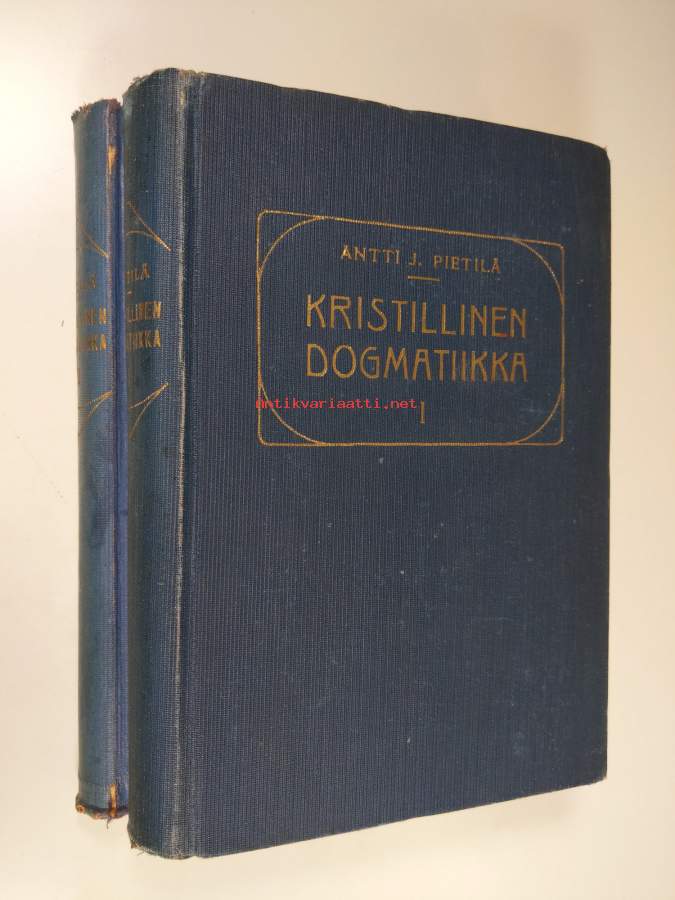 ANTTI J. PIETILÄ
KRISTILLINEN
DOGMATIIKKA
I
antikvariaatti.net